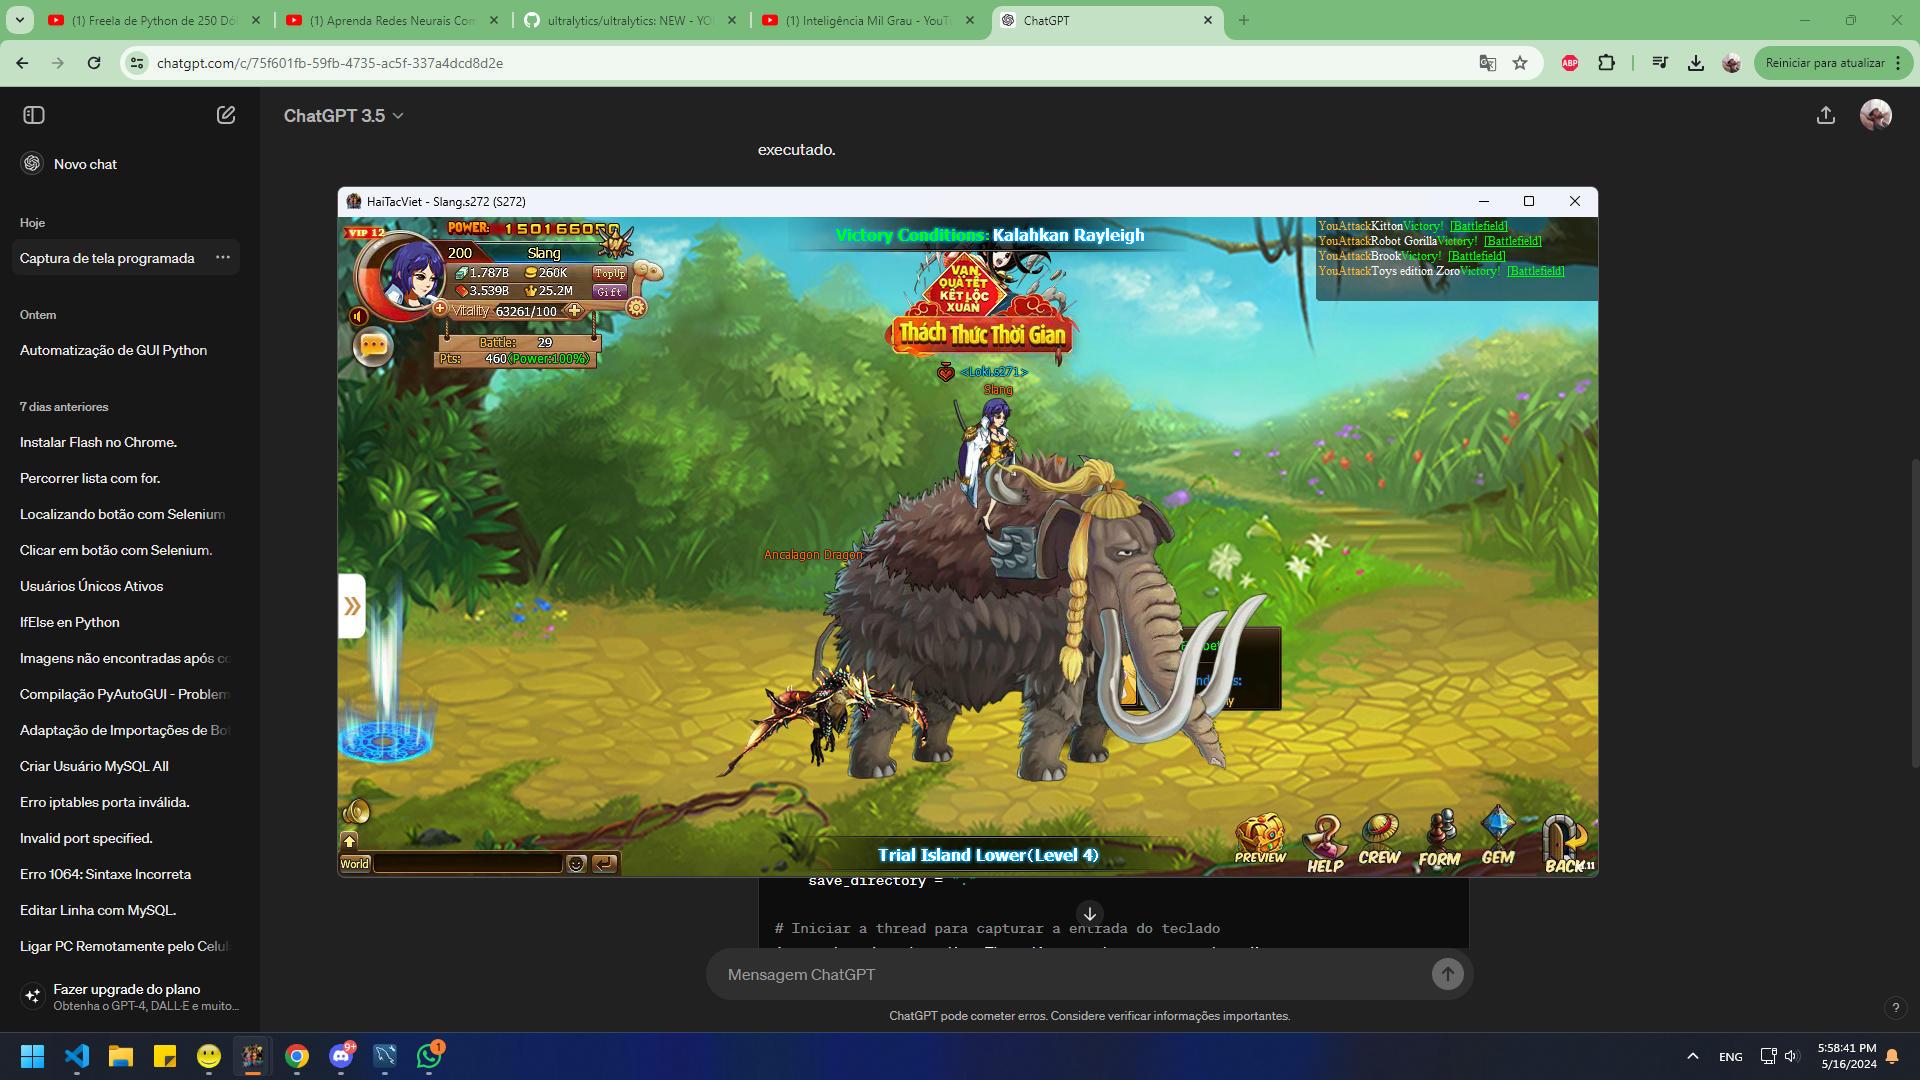 (1) Freela de Python de 250 Dó
(1) Aprenda Redes Neurais Com
ultralytics/ultralytics: NEW - YO
(1) Inteligência Mil Grau - YouTu
ChatGPT
chatgpt.com/c/75f601fb-59fb-4735-ac5f-337a4dcd8d2e
ABP
Reiniciar para atualizar
ChatGPT 3.5
Novo chat
Hoje
Captura de tela programada
Ontem
Automatização de GUI Python
7 dias anteriores
Instalar Flash no Chrome.
Percorrer lista com for.
Localizando botão com Selenium
Clicar em botão com Selenium.
Usuários Únicos Ativos
IfElse en Python
Imagens não encontradas após co
Compilação PyAutoGUI - Problem
Adaptação de Importações de Bo
Criar Usuário MySQL All
Erro iptables porta inválida.
Invalid port specified.
Erro 1064: Sintaxe Incorreta
Editar Linha com MySQL.
Ligar PC Remotamente pelo Celul
Fazer upgrade do plano
Obtenha o GPT-4, DALL·E e muito...
executado.
HaiTacViet - Slang.s272 (S272)
VIP 12
POWER: 150166050
200 Slang
1.787B 260K TopUp
3.539B 25.2M Gift
Vitality 63261/100
Battle: 29
Pts: 460(Power:100%)
Victory Conditions: Kalahkan Rayleigh
YouAttackKittonVictory! [Battlefield]
YouAttackRobot GorillaVictory! [Battlefield]
YouAttackBrookVictory! [Battlefield]
YouAttackToys edition ZoroVictory! [Battlefield]
VẠN
QUÀ TẾT
KẾT LỘC
XUÂN
Thách Thức Thời Gian
<Loki.s271>
Slang
Ancalagon Dragon
World
Trial Island Lower(Level 4)
PREVIEW
HELP
CREW
FORM
GEM
BACK
save_directory = "."
# Iniciar a thread para capturar a entrada do teclado
Mensagem ChatGPT
ChatGPT pode cometer erros. Considere verificar informações importantes.
?
9+
1
ENG
5:58:41 PM
5/16/2024